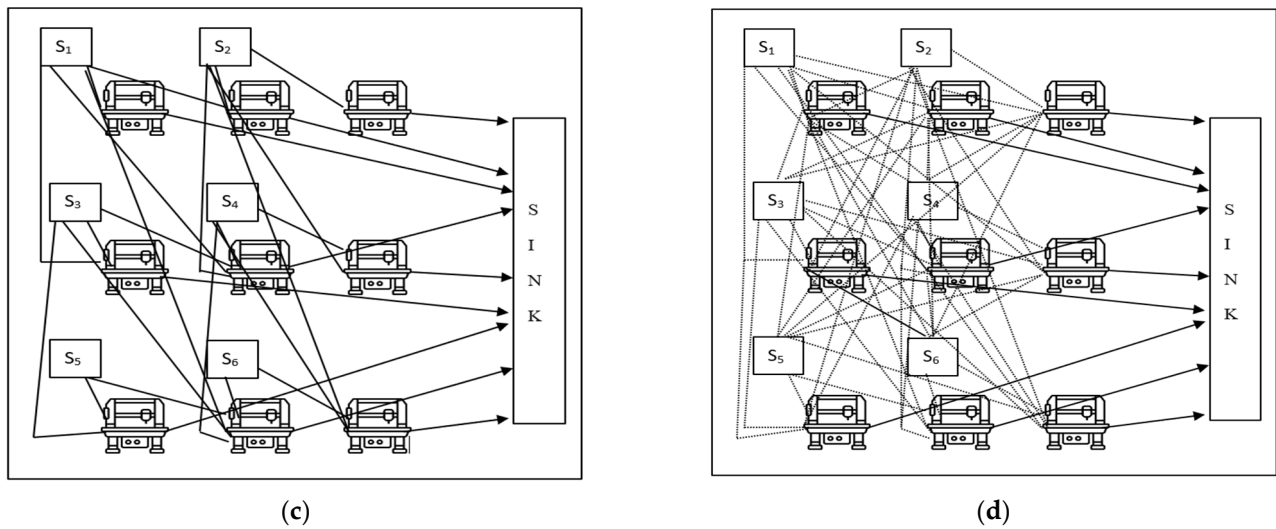 S₁ S₂
S₃ S₄
S₅ S₆
S
I
N
K
(c)
S₁ S₂
S₃ S₄
S₅ S₆
S
I
N
K
(d)